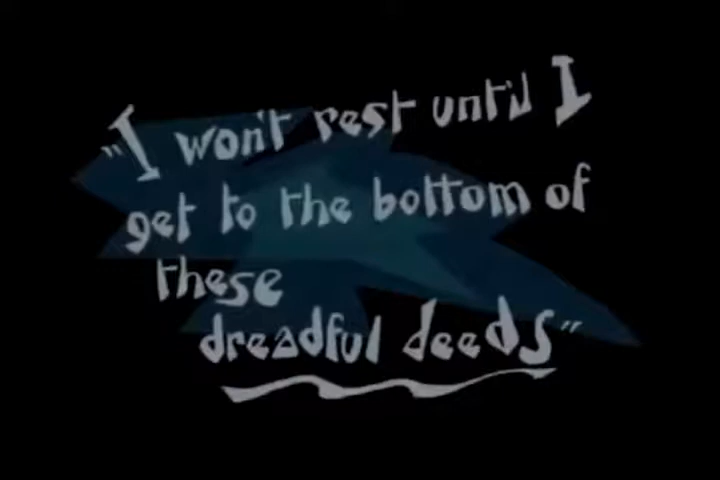 "I won't rest until I
get to the bottom of
these
dreadful deeds"